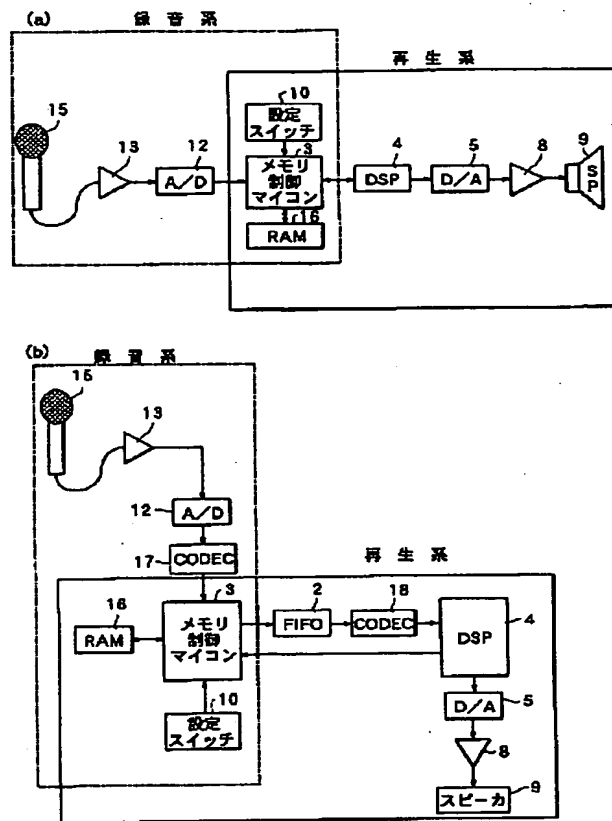 (a)
録音系
再生系
15
13
12
A/D
10
設定
スイッチ
3
メモリ
制御
マイコン
16
RAM
4
DSP
5
D/A
8
9
SP
(b)
録音系
15
13
12
A/D
17
CODEC
再生系
16
RAM
3
メモリ
制御
マイコン
2
FIFO
18
CODEC
4
DSP
10
設定
スイッチ
D/A
5
8
スピーカ
9